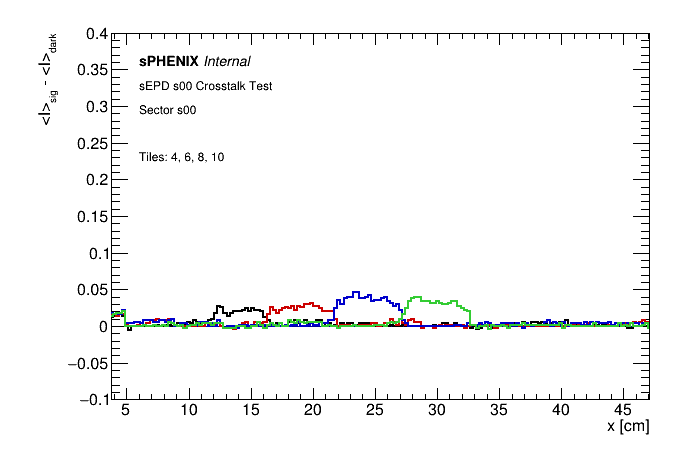 <I>sig - <I>dark
0.4
0.35
0.3
0.25
0.2
0.15
0.1
0.05
0
−0.05
−0.1
sPHENIX Internal
sEPD s00 Crosstalk Test
Sector s00
Tiles: 4, 6, 8, 10
5 10 15 20 25 30 35 40 45
x [cm]